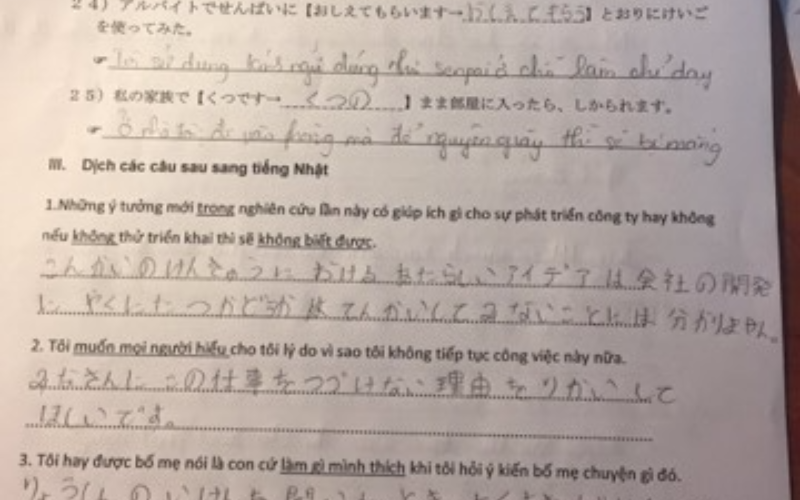 24) アルバイトでせんぱいに【おしえてもらいます→おしえてもらう】とおりにけいご
を使ってみた。
Tôi sử dụng kính ngữ đúng như senpai ở chỗ làm chỉ dạy
25) 私の家族で【くつです→くつの】まま部屋に入ったら、しかられます。
Ở nhà tôi đi vào phòng mà để nguyên giày thì sẽ bị mắng
III. Dịch các câu sau sang tiếng Nhật
1.Những ý tưởng mới trong nghiên cứu lần này có giúp ích gì cho sự phát triển công ty hay không
nếu không thử triển khai thì sẽ không biết được.
こんかいのけんきゅうにおけるあたらしいアイデアは会社の開発
にやくにたつかどうかはてんかいしてみないことには分かりません。
2. Tôi muốn mọi người hiểu cho tôi lý do vì sao tôi không tiếp tục công việc này nữa.
みなさんにこの仕事をつづけない理由をりかいして
ほしいです。
3. Tôi hay được bố mẹ nói là con cứ làm gì mình thích khi tôi hỏi ý kiến bố mẹ chuyện gì đó.